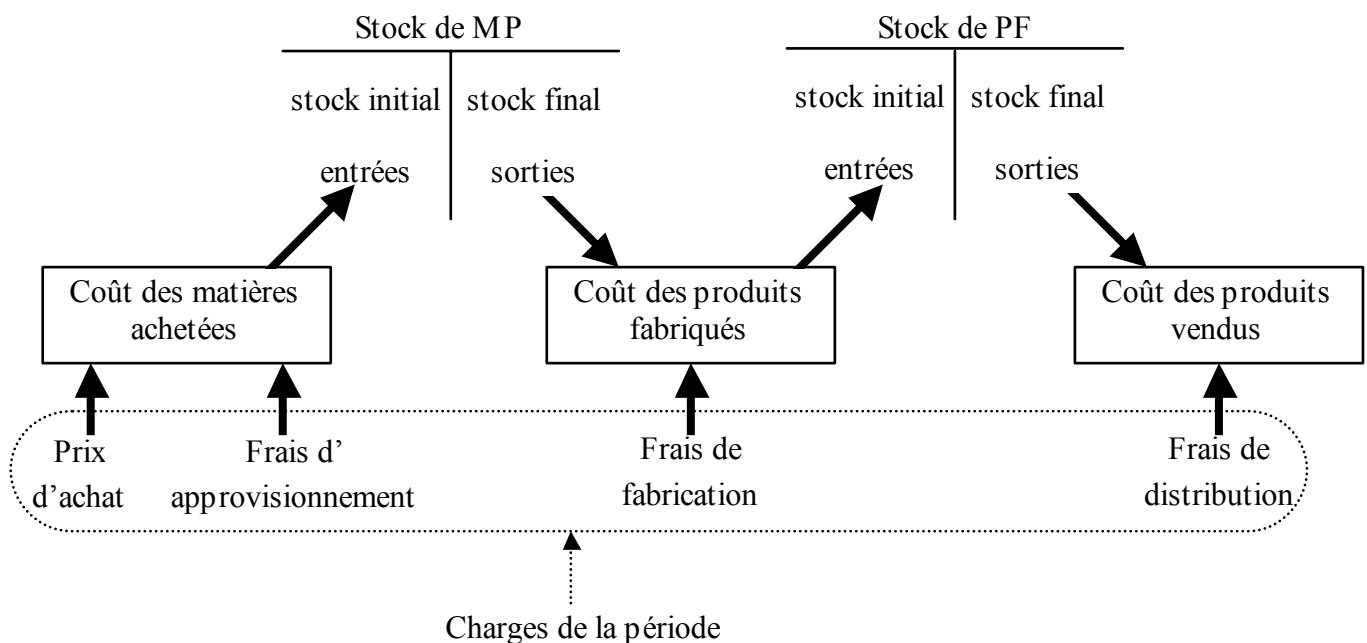 Stock de MP
Stock de PF
stock initial
stock final
stock initial
stock final
entrées
sorties
entrées
sorties
Coût des matières
achetées
Coût des produits
fabriqués
Coût des produits
vendus
Prix
d’achat
Frais d’
approvisionnement
Frais de
fabrication
Frais de
distribution
Charges de la période